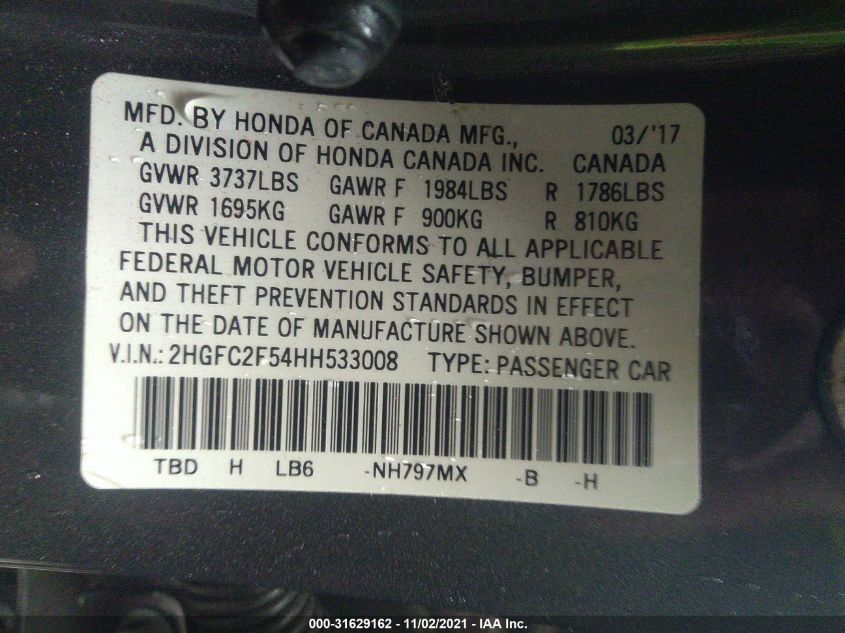 MFD. BY HONDA OF CANADA MFG., 03/'17
A DIVISION OF HONDA CANADA INC. CANADA
GVWR 3737LBS GAWR F 1984LBS R 1786LBS
GVWR 1695KG GAWR F 900KG R 810KG
THIS VEHICLE CONFORMS TO ALL APPLICABLE
FEDERAL MOTOR VEHICLE SAFETY, BUMPER,
AND THEFT PREVENTION STANDARDS IN EFFECT
ON THE DATE OF MANUFACTURE SHOWN ABOVE.
V.I.N.: 2HGFC2F54HH533008 TYPE: PASSENGER CAR
TBD H LB6 -NH797MX -B -H
000-31629162 - 11/02/2021 - IAA Inc.